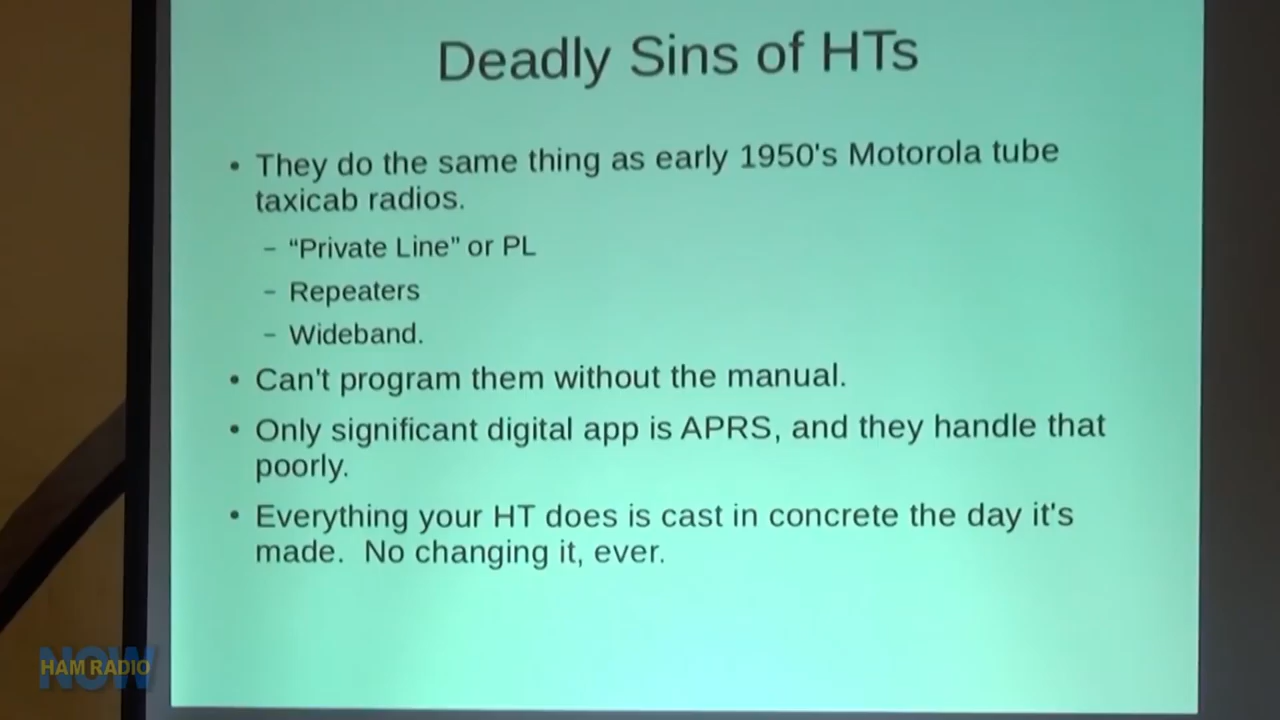 Deadly Sins of HTs
• They do the same thing as early 1950's Motorola tube
taxicab radios.
– “Private Line” or PL
– Repeaters
– Wideband.
• Can't program them without the manual.
• Only significant digital app is APRS, and they handle that
poorly.
• Everything your HT does is cast in concrete the day it's
made.  No changing it, ever.
HAM RADIO
NOW